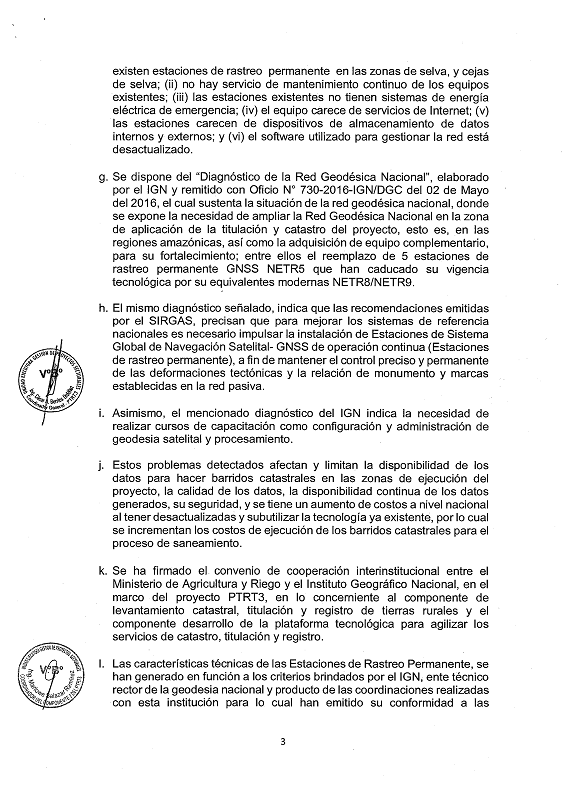 existen estaciones de rastreo permanente en las zonas de selva, y cejas
de selva; (ii) no hay servicio de mantenimiento continuo de los equipos
existentes; (iii) las estaciones existentes no tienen sistemas de energía
eléctrica de emergencia; (iv) el equipo carece de servicios de Internet; (v)
las estaciones carecen de dispositivos de almacenamiento de datos
internos y externos; y (vi) el software utilizado para gestionar la red está
desactualizado.
g. Se dispone del "Diagnóstico de la Red Geodésica Nacional", elaborado
por el IGN y remitido con Oficio N° 730-2016-IGN/DGC del 02 de Mayo
del 2016, el cual sustenta la situación de la red geodésica nacional, donde
se expone la necesidad de ampliar la Red Geodésica Nacional en la zona
de aplicación de la titulación y catastro del proyecto, esto es, en las
regiones amazónicas, así como la adquisición de equipo complementario,
para su fortalecimiento; entre ellos el reemplazo de 5 estaciones de
rastreo permanente GNSS NETR5 que han caducado su vigencia
tecnológica por su equivalentes modernas NETR8/NETR9.
h. El mismo diagnóstico señalado, indica que las recomendaciones emitidas
por el SIRGAS, precisan que para mejorar los sistemas de referencia
nacionales es necesario impulsar la instalación de Estaciones de Sistema
Global de Navegación Satelital- GNSS de operación continua (Estaciones
de rastreo permanente), a fin de mantener el control preciso y permanente
de las deformaciones tectónicas y la relación de monumento y marcas
establecidas en la red pasiva.
V°B°
i. Asimismo, el mencionado diagnóstico del IGN indica la necesidad de
realizar cursos de capacitación como configuración y administración de
geodesia satelital y procesamiento.
j. Estos problemas detectados afectan y limitan la disponibilidad de los
datos para hacer barridos catastrales en las zonas de ejecución del
proyecto, la calidad de los datos, la disponibilidad continua de los datos
generados, su seguridad, y se tiene un aumento de costos a nivel nacional
al tener desactualizadas y subutilizar la tecnología ya existente, por lo cual
se incrementan los costos de ejecución de los barridos catastrales para el
proceso de saneamiento.
k. Se ha firmado el convenio de cooperación interinstitucional entre el
Ministerio de Agricultura y Riego y el Instituto Geográfico Nacional, en el
marco del proyecto PTRT3, en lo concerniente al componente de
levantamiento catastral, titulación y registro de tierras rurales y el
componente desarrollo de la plataforma tecnológica para agilizar los
servicios de catastro, titulación y registro.
V°B°
l. Las características técnicas de las Estaciones de Rastreo Permanente, se
han generado en función a los criterios brindados por el IGN, ente técnico
rector de la geodesia nacional y producto de las coordinaciones realizadas
con esta institución para lo cual han emitido su conformidad a las
3